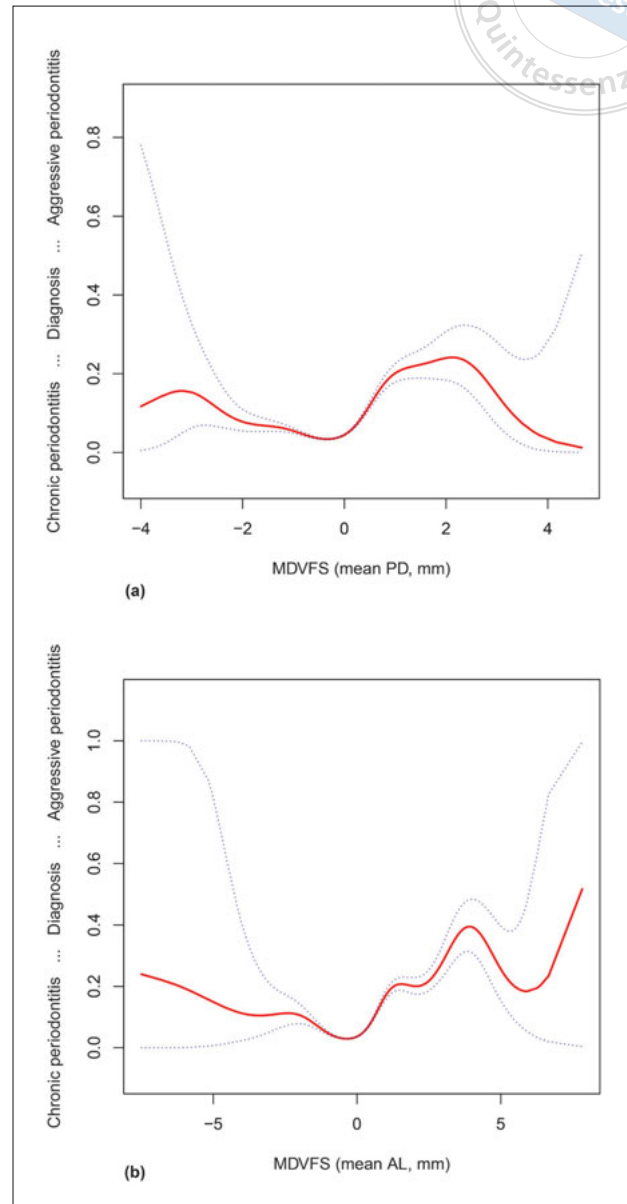 Quintessenz
Chronic periodontitis ... Diagnosis ... Aggressive periodontitis
0.8
0.6
0.4
0.2
0.0
−4 −2 0 2 4
MDVFS (mean PD, mm)
(a)
Chronic periodontitis ... Diagnosis ... Aggressive periodontitis
1.0
0.8
0.6
0.4
0.2
0.0
−5 0 5
MDVFS (mean AL, mm)
(b)